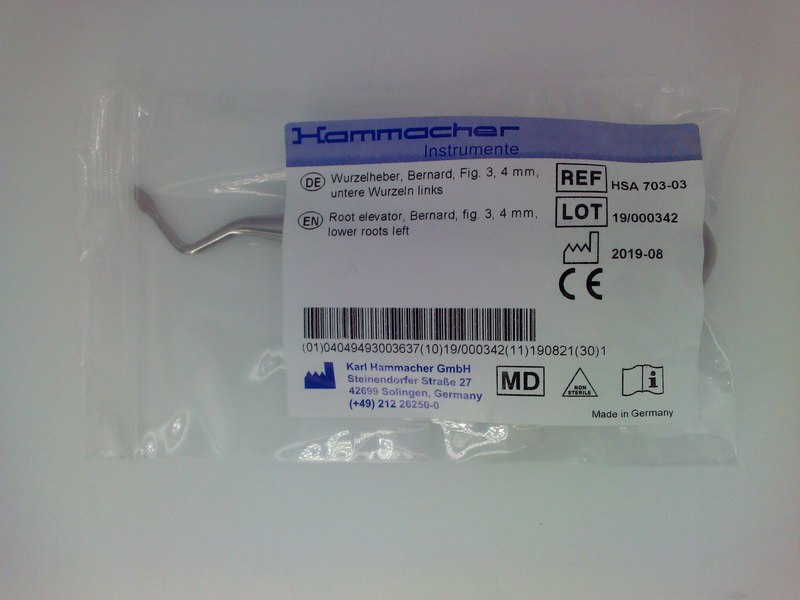 Hammacher
Instrumente
DE Wurzelheber, Bernard, Fig. 3, 4 mm,
untere Wurzeln links
EN Root elevator, Bernard, fig. 3, 4 mm,
lower roots left
REF HSA 703-03
LOT 19/000342
2019-08
CE
(01)04049493003637(10)19/000342(11)190821(30)1
Karl Hammacher GmbH
Steinendorfer Straße 27
42699 Solingen, Germany
(+49) 212 26250-0
MD
NON
STERILE
i
Made in Germany